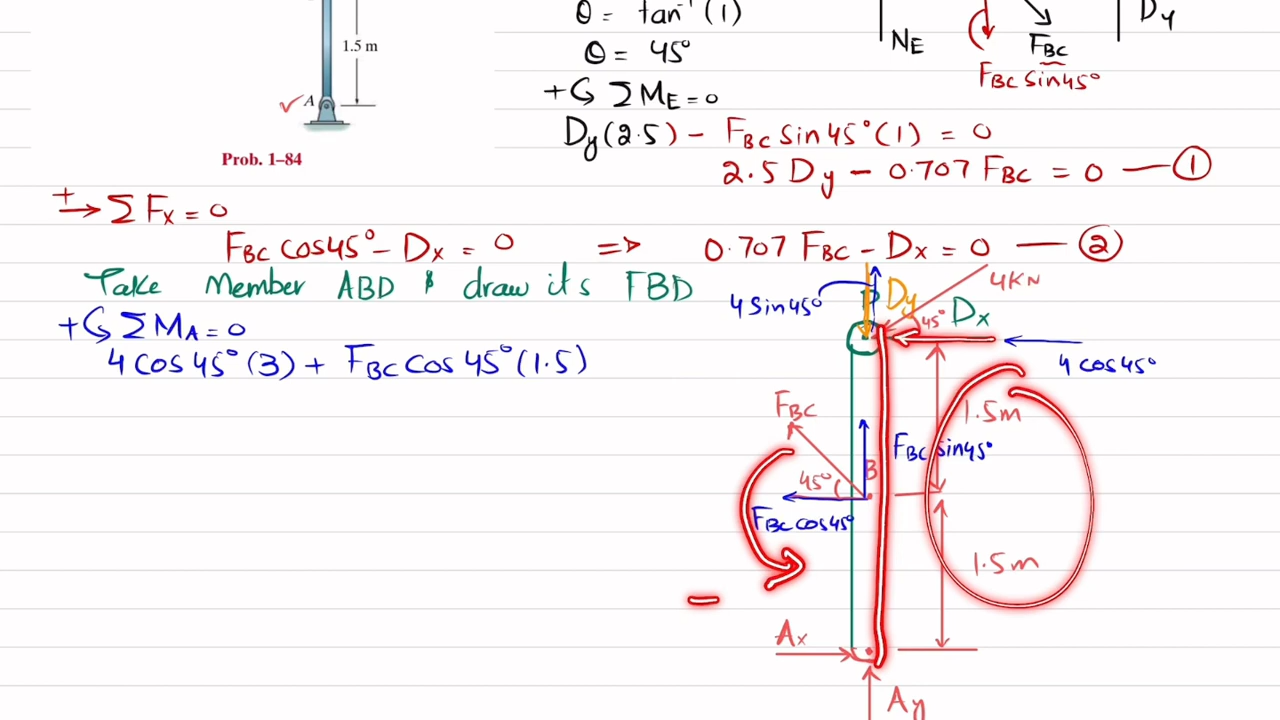 θ = tan⁻¹(1)
θ = 45°
+↺ ΣM_E = 0
D_y(2.5) - F_BC sin45°(1) = 0
2.5 D_y - 0.707 F_BC = 0 — ①
N_E
F_BC
F_BC sin45°
D_y
1.5 m
✓ A
Prob. 1–84
+→ ΣF_x = 0
F_BC cos45° - D_x = 0 ⇒ 0.707 F_BC - D_x = 0 — ②
Take Member ABD & draw its FBD
+↺ ΣM_A = 0
4 cos 45° (3) + F_BC cos 45° (1.5)
4 sin45°
D
D_y
4KN
45°
D_x
4 cos45°
F_BC
1.5m
F_BC sin45°
45°
B
F_BC cos45°
1.5m
-
A_x
A_y